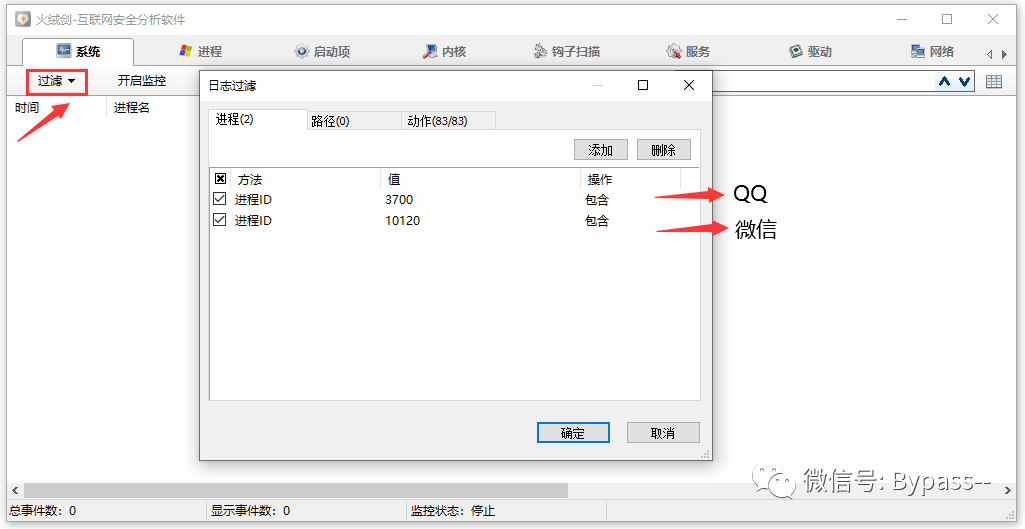 火绒剑-互联网安全分析软件
系统 进程 启动项 内核 钩子扫描 服务 驱动 网络
过滤 开启监控
时间 进程名
日志过滤
进程(2) 路径(0) 动作(83/83)
添加 删除
方法 值 操作
进程ID 3700 包含
QQ
进程ID 10120 包含
微信
确定 取消
微信号: Bypass--
总事件数: 0 显示事件数: 0 监控状态: 停止